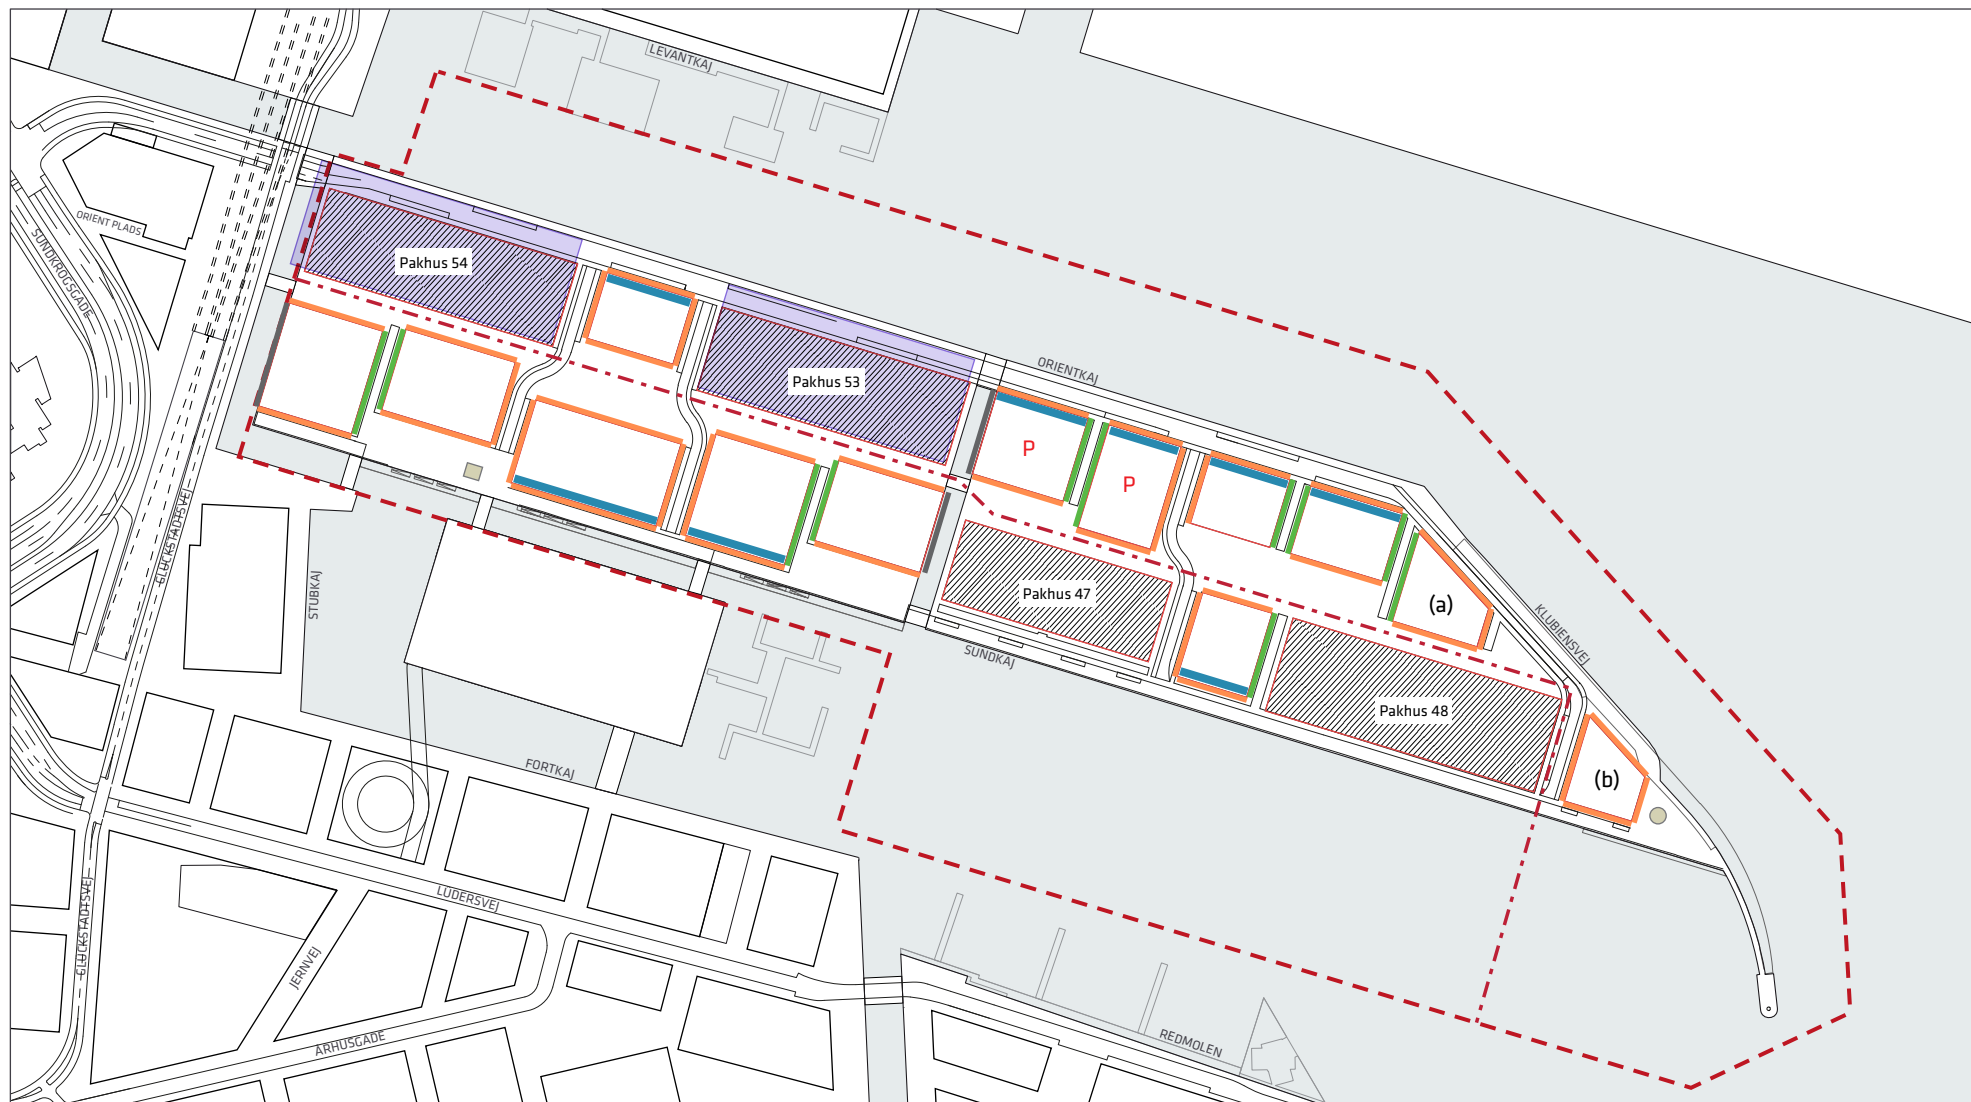 LEVANTKAJ
ORIENT PLADS
SUNDKROGSGADE
Pakhus 54
Pakhus 53
ORIENTKAJ
P
P
GLÜCKSTADTSVEJ
STUBKAJ
Pakhus 47
(a)
KLUBIENSVEJ
SUNDKAJ
Pakhus 48
(b)
FORTKAJ
LÜDERSVEJ
GLÜCKSTADTSVEJ
JERNVEJ
ÅRHUSGADE
REDMOLEN